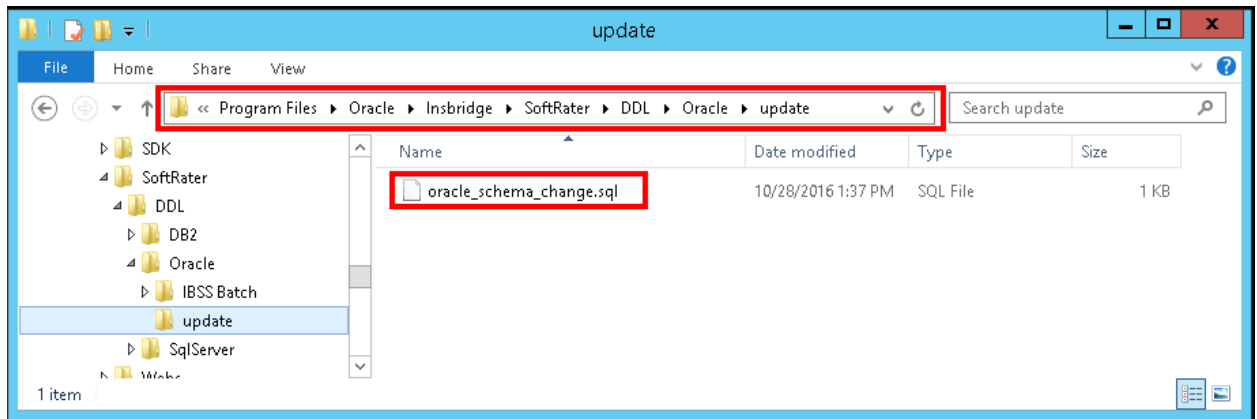 update
File Home Share View
« Program Files Oracle Insbridge SoftRater DDL Oracle update Search update
SDK
SoftRater
DDL
DB2
Oracle
IBSS Batch
update
SqlServer
Name Date modified Type Size
oracle_schema_change.sql 10/28/2016 1:37 PM SQL File 1 KB
1 item